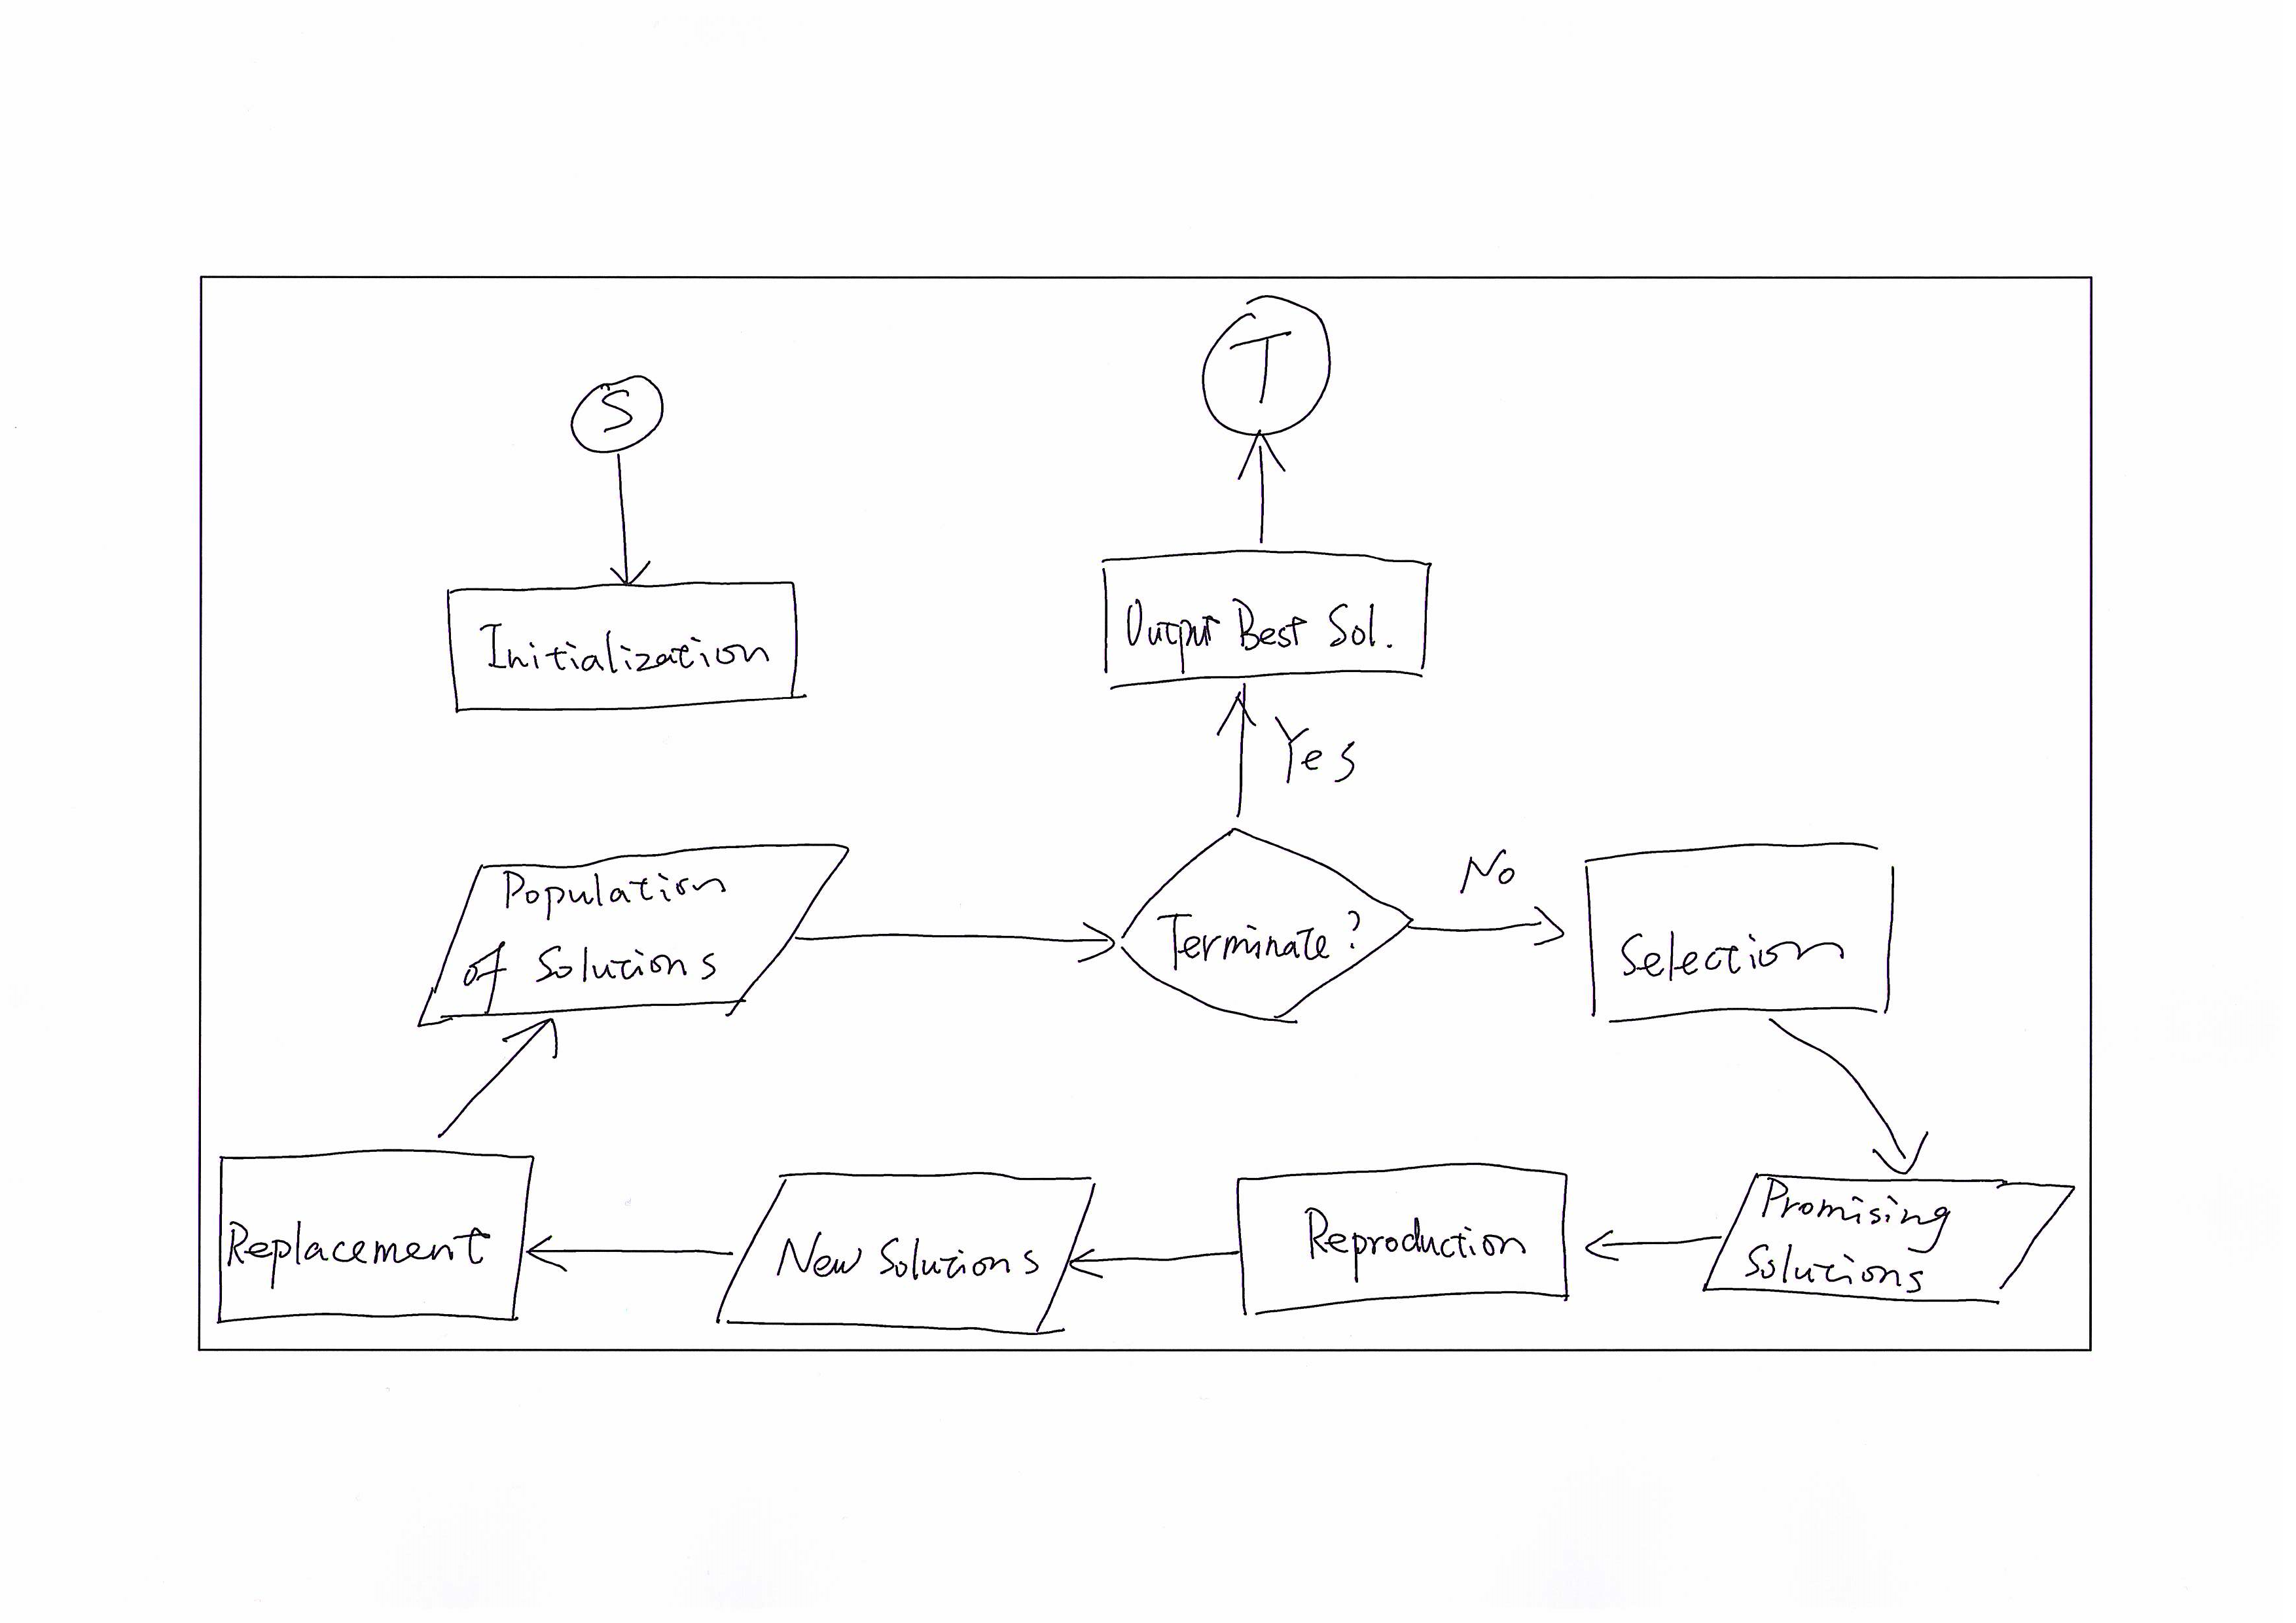 S
T
Initialization
Output Best Sol.
Yes
Population
of Solutions
Terminate?
No
Selection
Replacement
New Solutions
Reproduction
Promising
Solutions